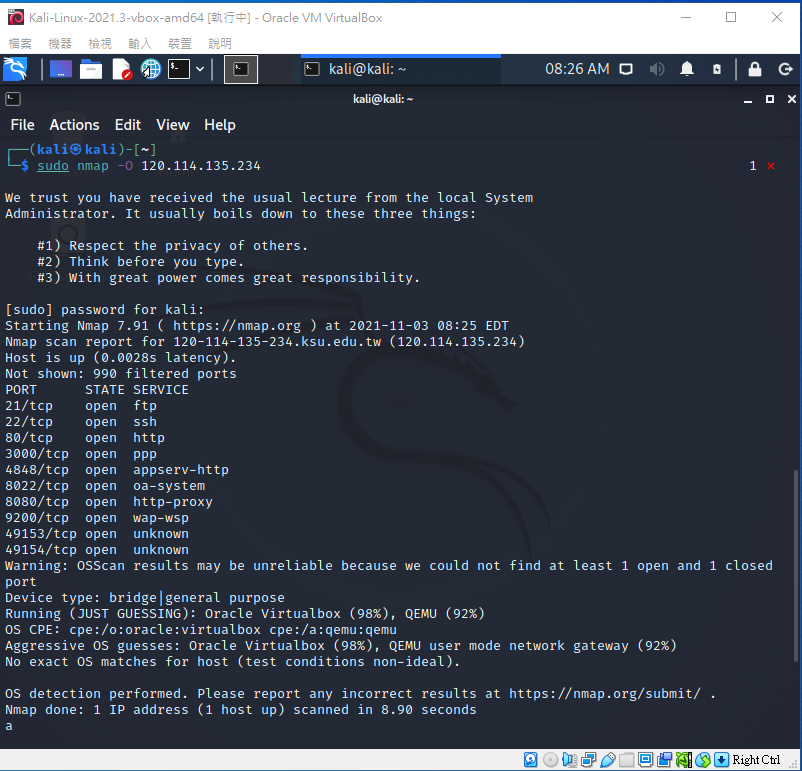 Kali-Linux-2021.3-vbox-amd64 [執行中] - Oracle VM VirtualBox
檔案 機器 檢視 輸入 裝置 說明
kali@kali: ~ 08:26 AM
kali@kali: ~
File Actions Edit View Help
┌──(kali㉿kali)-[~]
└─$ sudo nmap -O 120.114.135.234 1 ⨯
We trust you have received the usual lecture from the local System
Administrator. It usually boils down to these three things:
#1) Respect the privacy of others.
#2) Think before you type.
#3) With great power comes great responsibility.
[sudo] password for kali:
Starting Nmap 7.91 ( https://nmap.org ) at 2021-11-03 08:25 EDT
Nmap scan report for 120-114-135-234.ksu.edu.tw (120.114.135.234)
Host is up (0.0028s latency).
Not shown: 990 filtered ports
PORT STATE SERVICE
21/tcp open ftp
22/tcp open ssh
80/tcp open http
3000/tcp open ppp
4848/tcp open appserv-http
8022/tcp open oa-system
8080/tcp open http-proxy
9200/tcp open wap-wsp
49153/tcp open unknown
49154/tcp open unknown
Warning: OSScan results may be unreliable because we could not find at least 1 open and 1 closed
port
Device type: bridge|general purpose
Running (JUST GUESSING): Oracle Virtualbox (98%), QEMU (92%)
OS CPE: cpe:/o:oracle:virtualbox cpe:/a:qemu:qemu
Aggressive OS guesses: Oracle Virtualbox (98%), QEMU user mode network gateway (92%)
No exact OS matches for host (test conditions non-ideal).
OS detection performed. Please report any incorrect results at https://nmap.org/submit/ .
Nmap done: 1 IP address (1 host up) scanned in 8.90 seconds
a
Right Ctrl